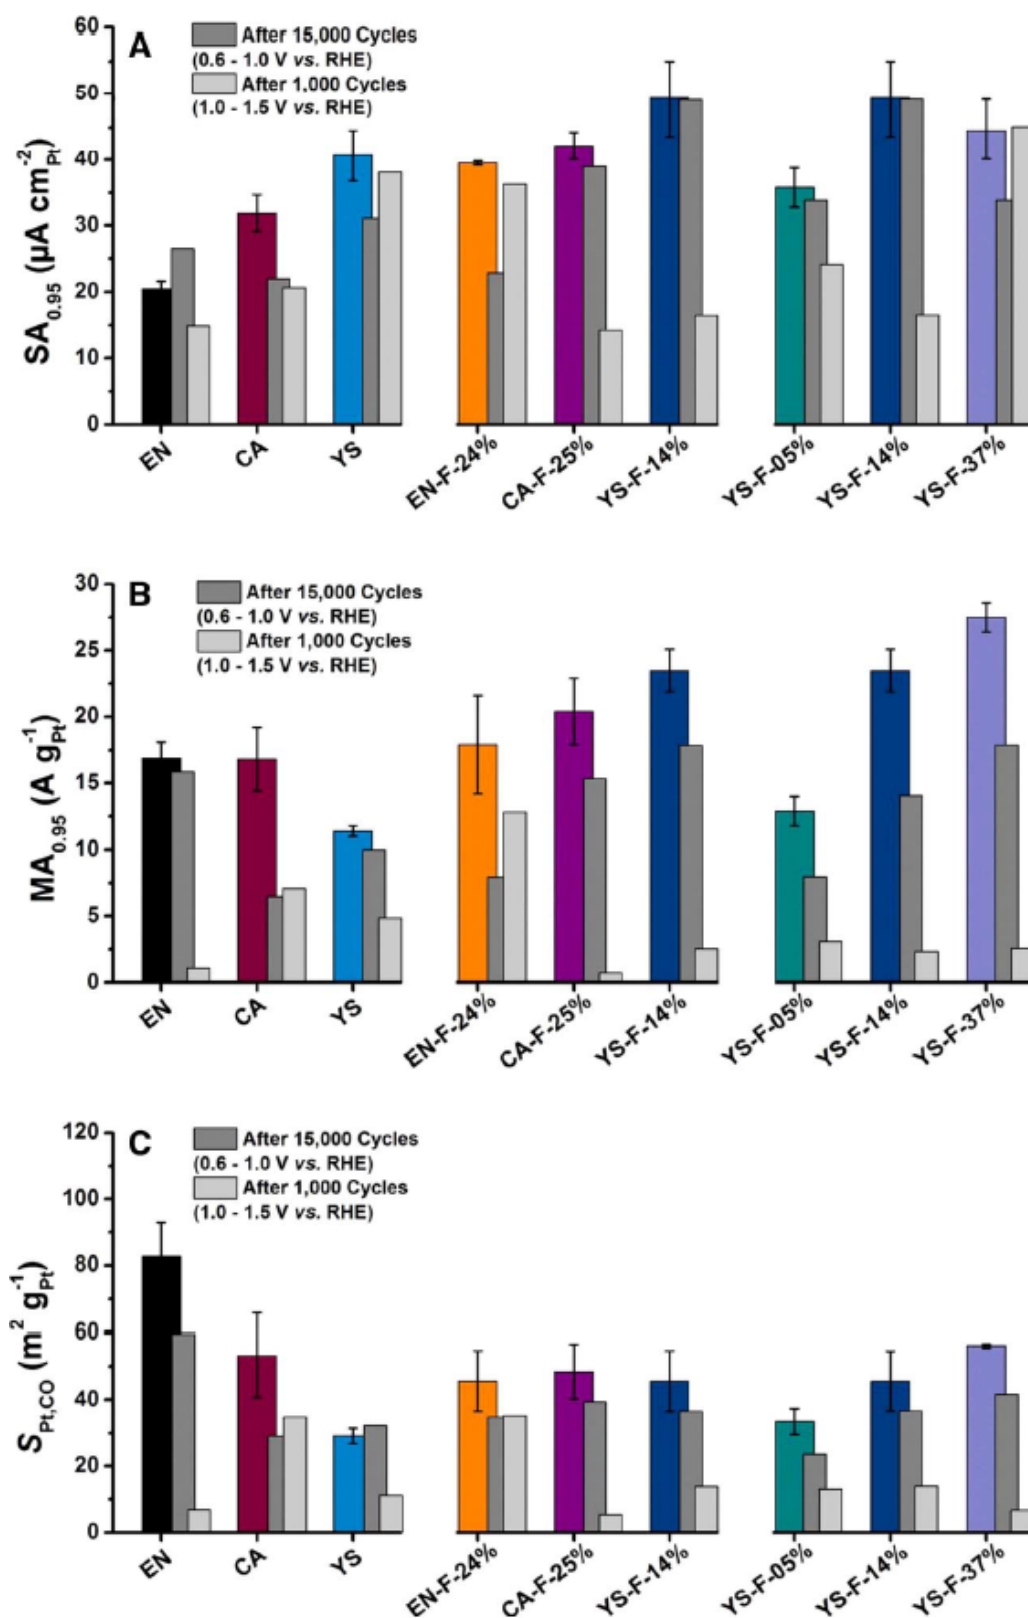 A
After 15,000 Cycles
(0.6 - 1.0 V vs. RHE)
After 1.000 Cycles
(1.0 - 1.5 V vs. RHE)
SA0.95 (µA cm-2Pt)
60
50
40
30
20
10
0
EN
CA
YS
EN-F-24%
CA-F-25%
YS-F-14%
YS-F-05%
YS-F-14%
YS-F-37%
B
After 15,000 Cycles
(0.6 - 1.0 V vs. RHE)
After 1,000 Cycles
(1.0 - 1.5 V vs. RHE)
MA0.95 (A g-1Pt)
30
25
20
15
10
5
0
EN
CA
YS
EN-F-24%
CA-F-25%
YS-F-14%
YS-F-05%
YS-F-14%
YS-F-37%
C
After 15,000 Cycles
(0.6 - 1.0 V vs. RHE)
After 1,000 Cycles
(1.0 - 1.5 V vs. RHE)
SPt,CO (m2 g-1Pt)
120
100
80
60
40
20
0
EN
CA
YS
EN-F-24%
CA-F-25%
YS-F-14%
YS-F-05%
YS-F-14%
YS-F-37%